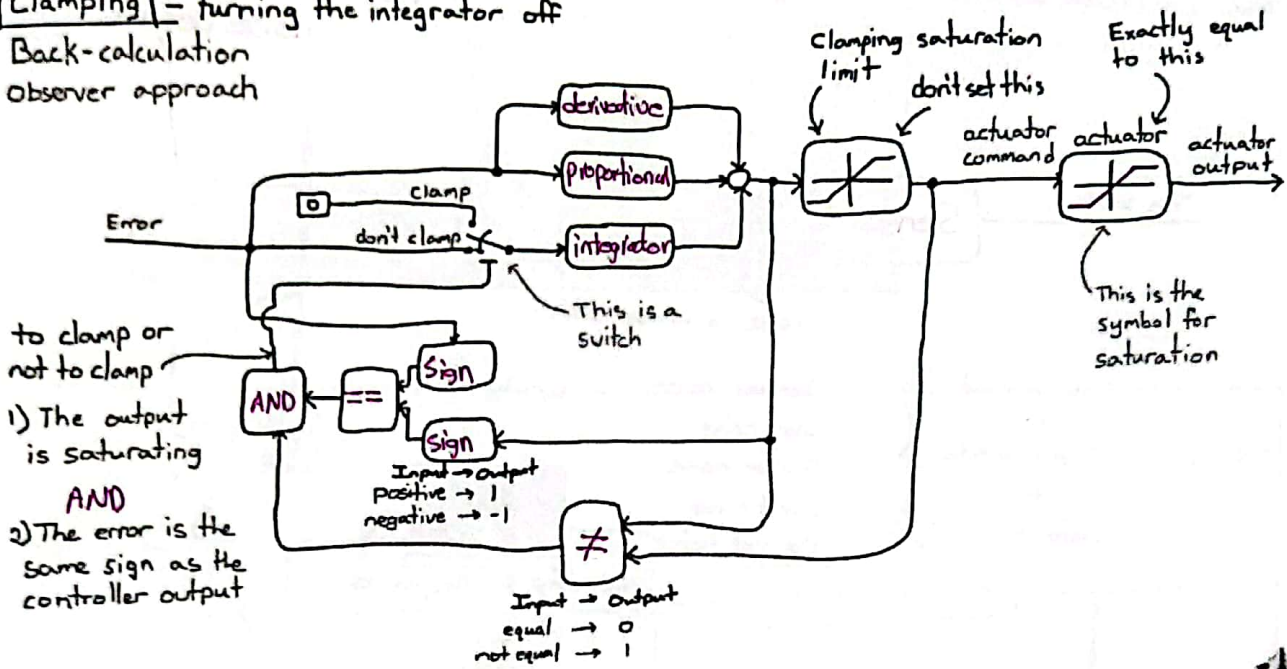 Clamping – turning the integrator off
Back-calculation
observer approach
Clamping saturation
limit
don't set this
Exactly equal
to this
derivative
proportional
integrator
actuator
command
actuator
actuator
output
0
Clamp
Error
don't clamp
This is a
switch
This is the
symbol for
saturation
to clamp or
not to clamp
Sign
AND
==
Sign
1) The output
is saturating
AND
2) The error is the
same sign as the
controller output
Input → output
positive → 1
negative → -1
≠
Input → output
equal → 0
not equal → 1